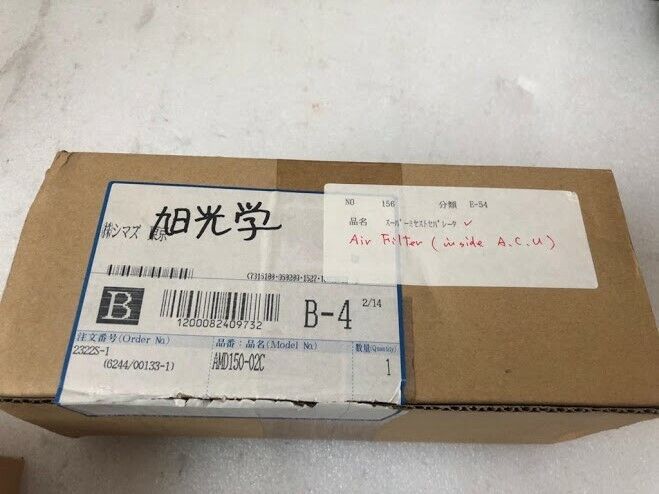 ㈱シマズ 東京
旭光学
B
1200082409732
B-4
2/14
注文番号(Order No.)
2322S-1
(6244/00133-1)
品番：品名(Model No)
AMD150-02C
数量(Quantity)
1
NO 156 分類 E-54
品名 スーパーミストセパレータ ✓
Air Filter (inside A.C.U)